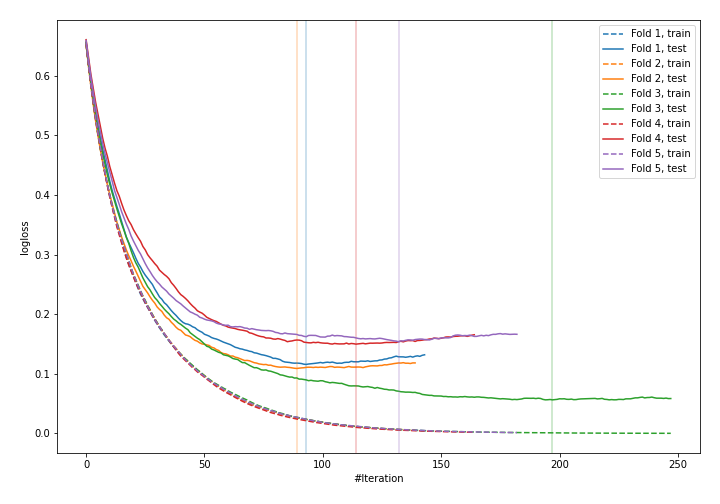 Fold 1, train
Fold 1, test
Fold 2, train
Fold 2, test
Fold 3, train
Fold 3, test
Fold 4, train
Fold 4, test
Fold 5, train
Fold 5, test
0.6
0.5
0.4
0.3
0.2
0.1
0.0
logloss
0 50 100 150 200 250
#Iteration